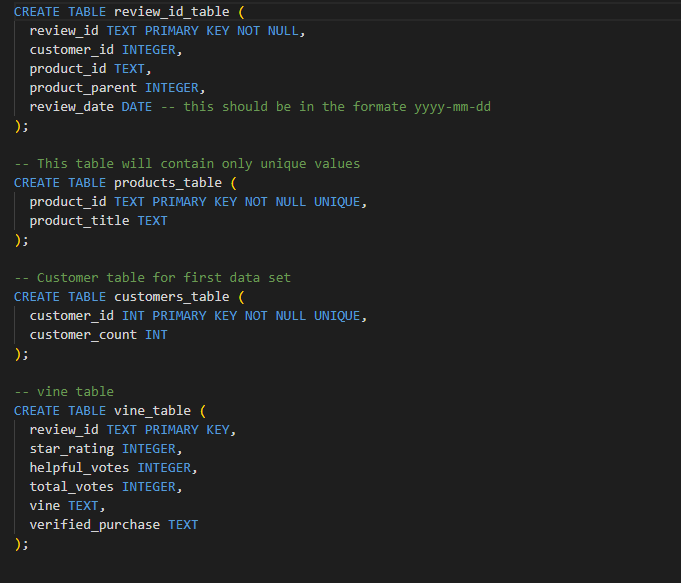 CREATE TABLE review_id_table (
review_id TEXT PRIMARY KEY NOT NULL,
customer_id INTEGER,
product_id TEXT,
product_parent INTEGER,
review_date DATE -- this should be in the formate yyyy-mm-dd
);
-- This table will contain only unique values
CREATE TABLE products_table (
product_id TEXT PRIMARY KEY NOT NULL UNIQUE,
product_title TEXT
);
-- Customer table for first data set
CREATE TABLE customers_table (
customer_id INT PRIMARY KEY NOT NULL UNIQUE,
customer_count INT
);
-- vine table
CREATE TABLE vine_table (
review_id TEXT PRIMARY KEY,
star_rating INTEGER,
helpful_votes INTEGER,
total_votes INTEGER,
vine TEXT,
verified_purchase TEXT
);